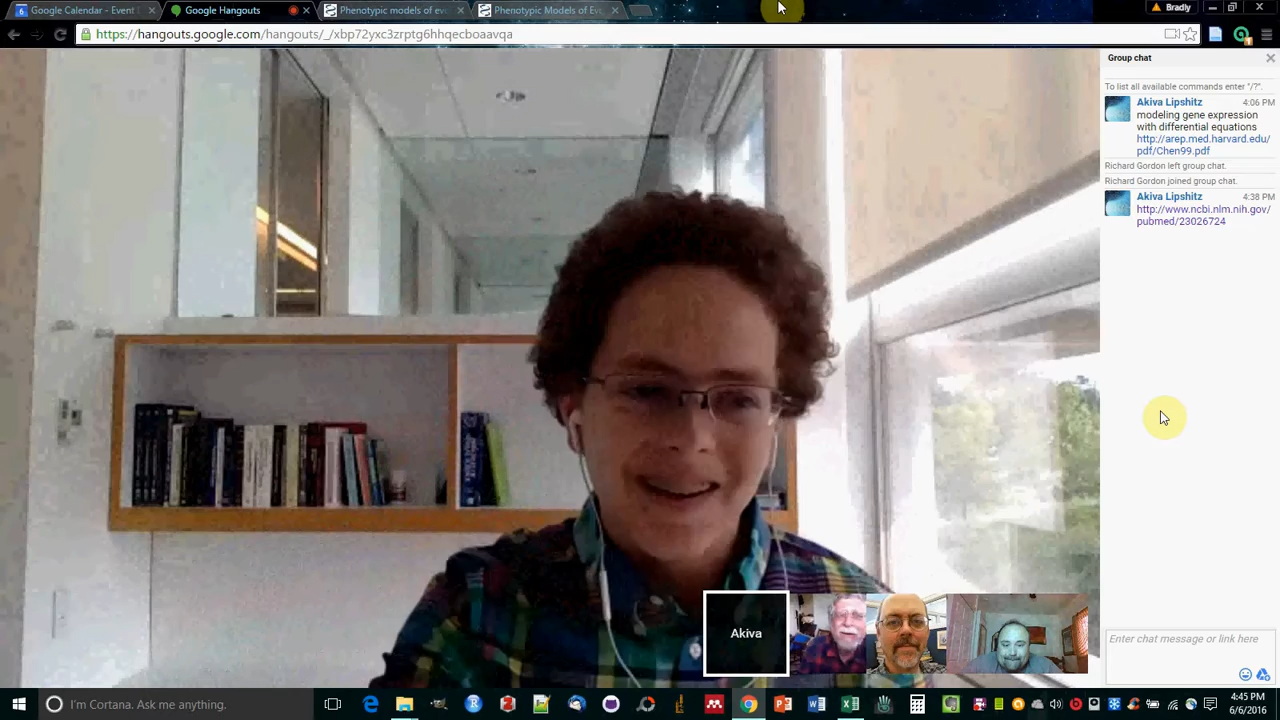 Google Calendar - Event
Google Hangouts
Phenotypic models of evo
Phenotypic Models of Evo
Bradly
https://hangouts.google.com/hangouts/_/xbp72yxc3zrptg6hhqecboaavqa
Group chat
To list all available commands enter "/?".
Akiva Lipshitz 4:06 PM
modeling gene expression
with differential equations
http://arep.med.harvard.edu/
pdf/Chen99.pdf
Richard Gordon left group chat.
Richard Gordon joined group chat.
Akiva Lipshitz 4:38 PM
http://www.ncbi.nlm.nih.gov/
pubmed/23026724
Akiva
Enter chat message or link here
I'm Cortana. Ask me anything.
4:45 PM
6/6/2016